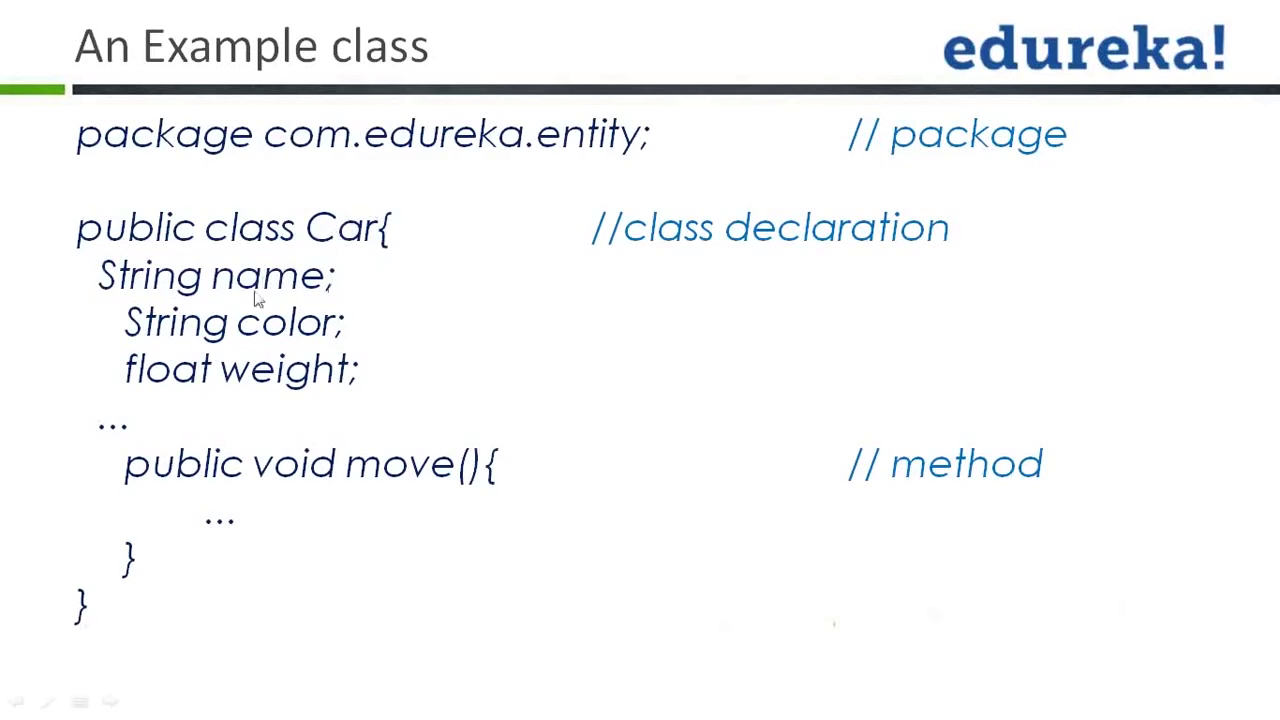 An Example class
edureka!
package com.edureka.entity; // package
public class Car{ //class declaration
String name;
String color;
float weight;
...
public void move(){ // method
...
}
}